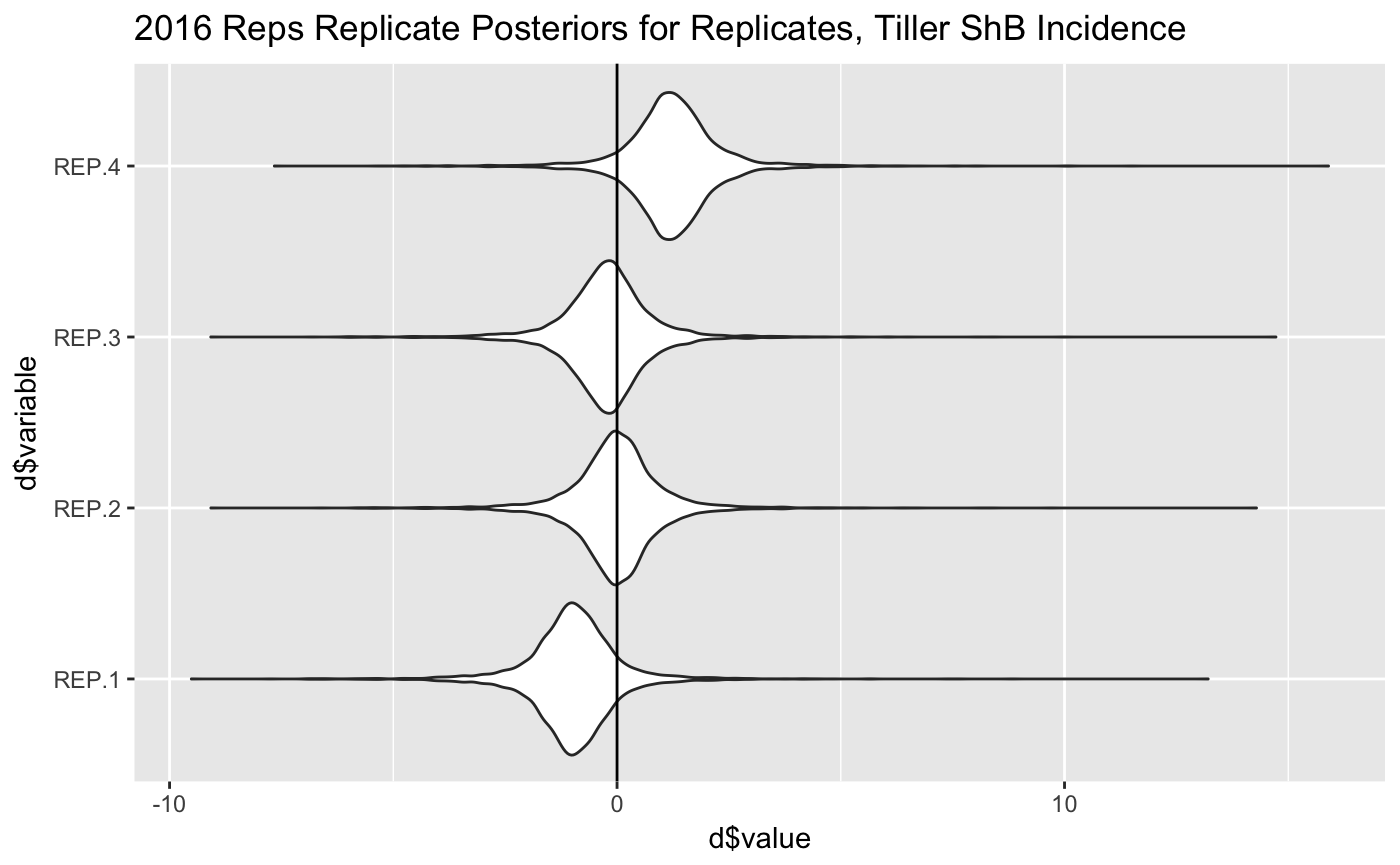 2016 Reps Replicate Posteriors for Replicates, Tiller ShB Incidence
REP.4
REP.3
REP.2
REP.1
d$variable
-10 0 10
d$value